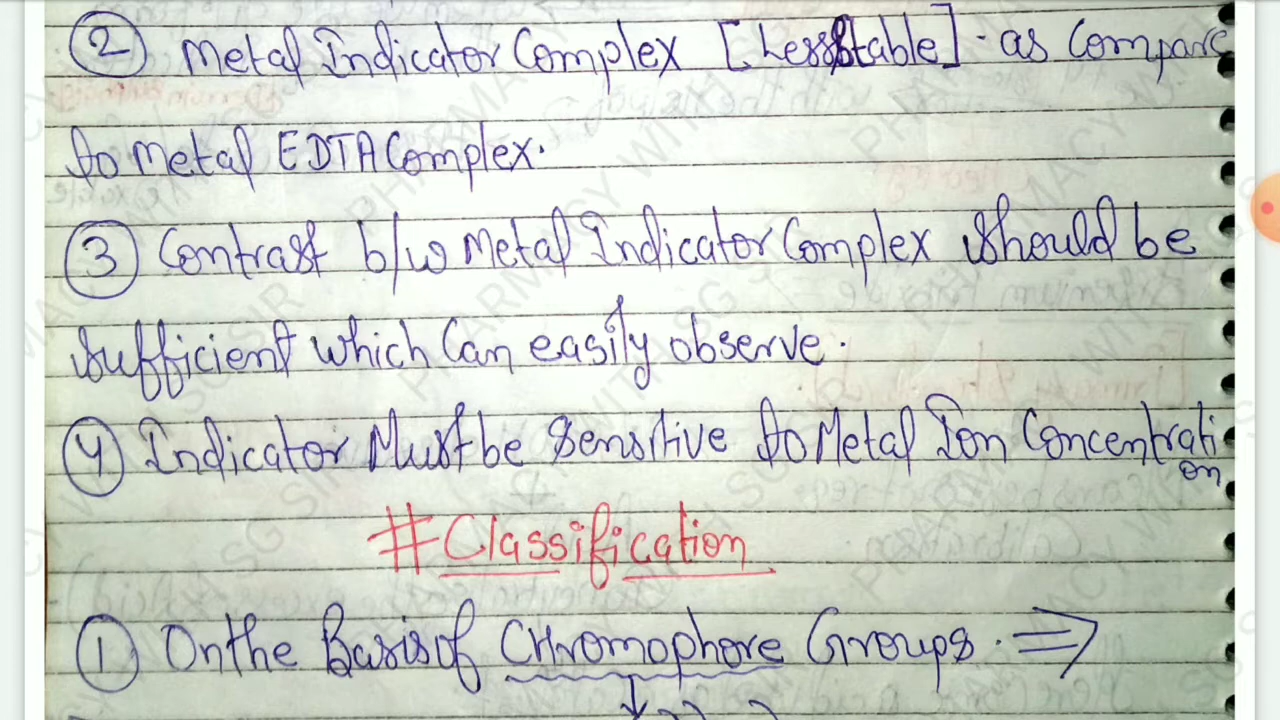 ② Metal Indicator Complex [Less Stable] - as Compare
to Metal EDTA Complex.
③ Contrast b/w Metal Indicator Complex should be
sufficient which Can easily observe.
④ Indicator Must be Sensitive to Metal Ion Concentrati
on
# Classification
① On the Basis of CHromophore Groups. ⇒